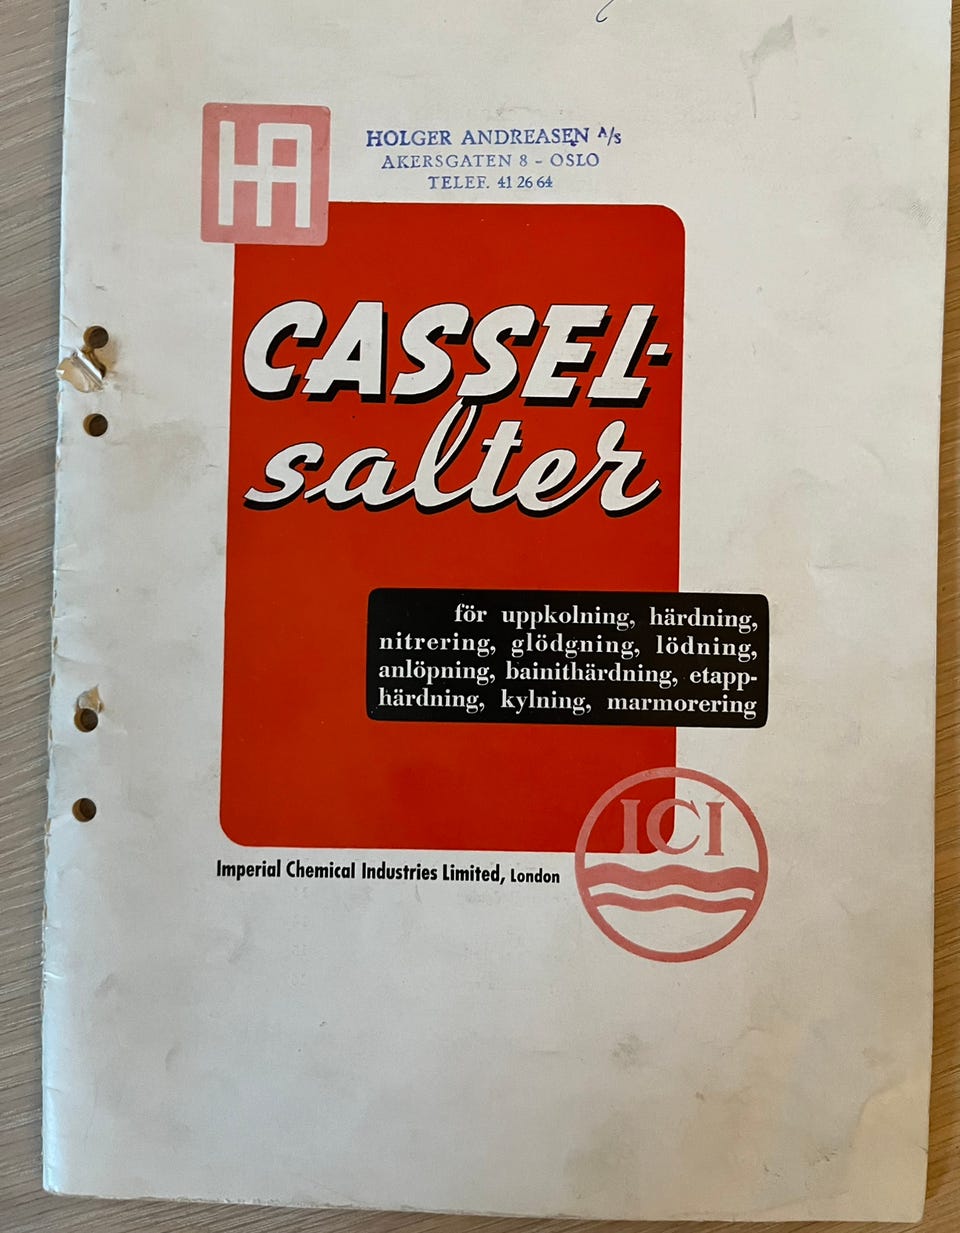 HA
HOLGER ANDREASEN A/s
AKERSGATEN 8 - OSLO
TELEF. 41 26 64
CASSEL-
salter
för uppkolning, härdning,
nitrering, glödgning, lödning,
anlöpning, bainithärdning, etapp-
härdning, kylning, marmorering
ICI
Imperial Chemical Industries Limited, London